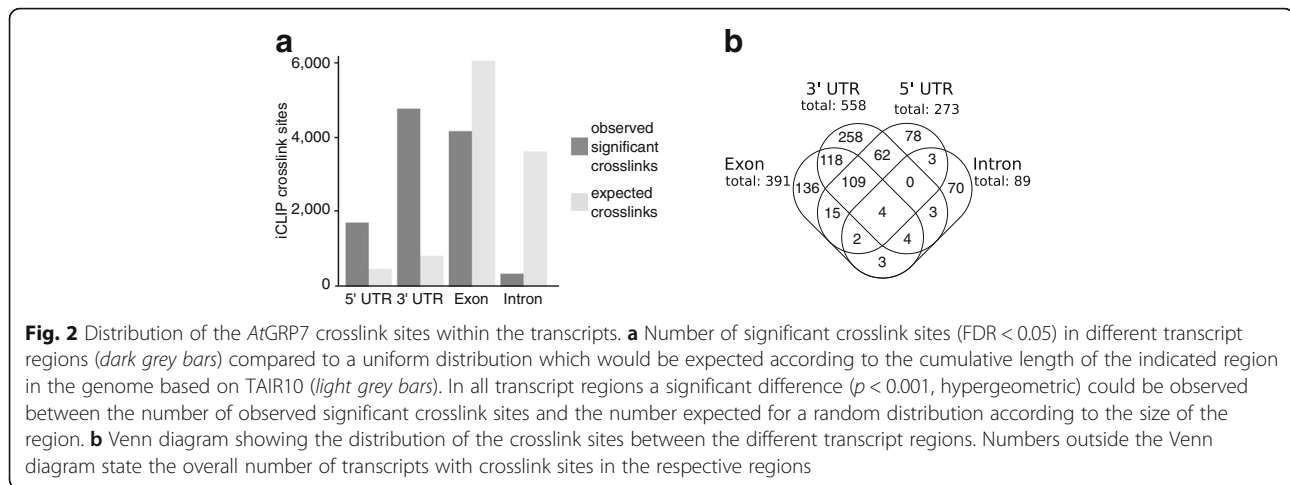 a
6,000
4,000
2,000
0
iCLIP crosslink sites
5' UTR 3' UTR Exon Intron
observed
significant
crosslinks
expected
crosslinks
b
3' UTR
total: 558
5' UTR
total: 273
Exon
total: 391
Intron
total: 89
258
78
118
62
3
136
109
0
70
15
4
3
2
4
3
Fig. 2 Distribution of the AtGRP7 crosslink sites within the transcripts. a Number of significant crosslink sites (FDR < 0.05) in different transcript
regions (dark grey bars) compared to a uniform distribution which would be expected according to the cumulative length of the indicated region
in the genome based on TAIR10 (light grey bars). In all transcript regions a significant difference (p < 0.001, hypergeometric) could be observed
between the number of observed significant crosslink sites and the number expected for a random distribution according to the size of the
region. b Venn diagram showing the distribution of the crosslink sites between the different transcript regions. Numbers outside the Venn
diagram state the overall number of transcripts with crosslink sites in the respective regions